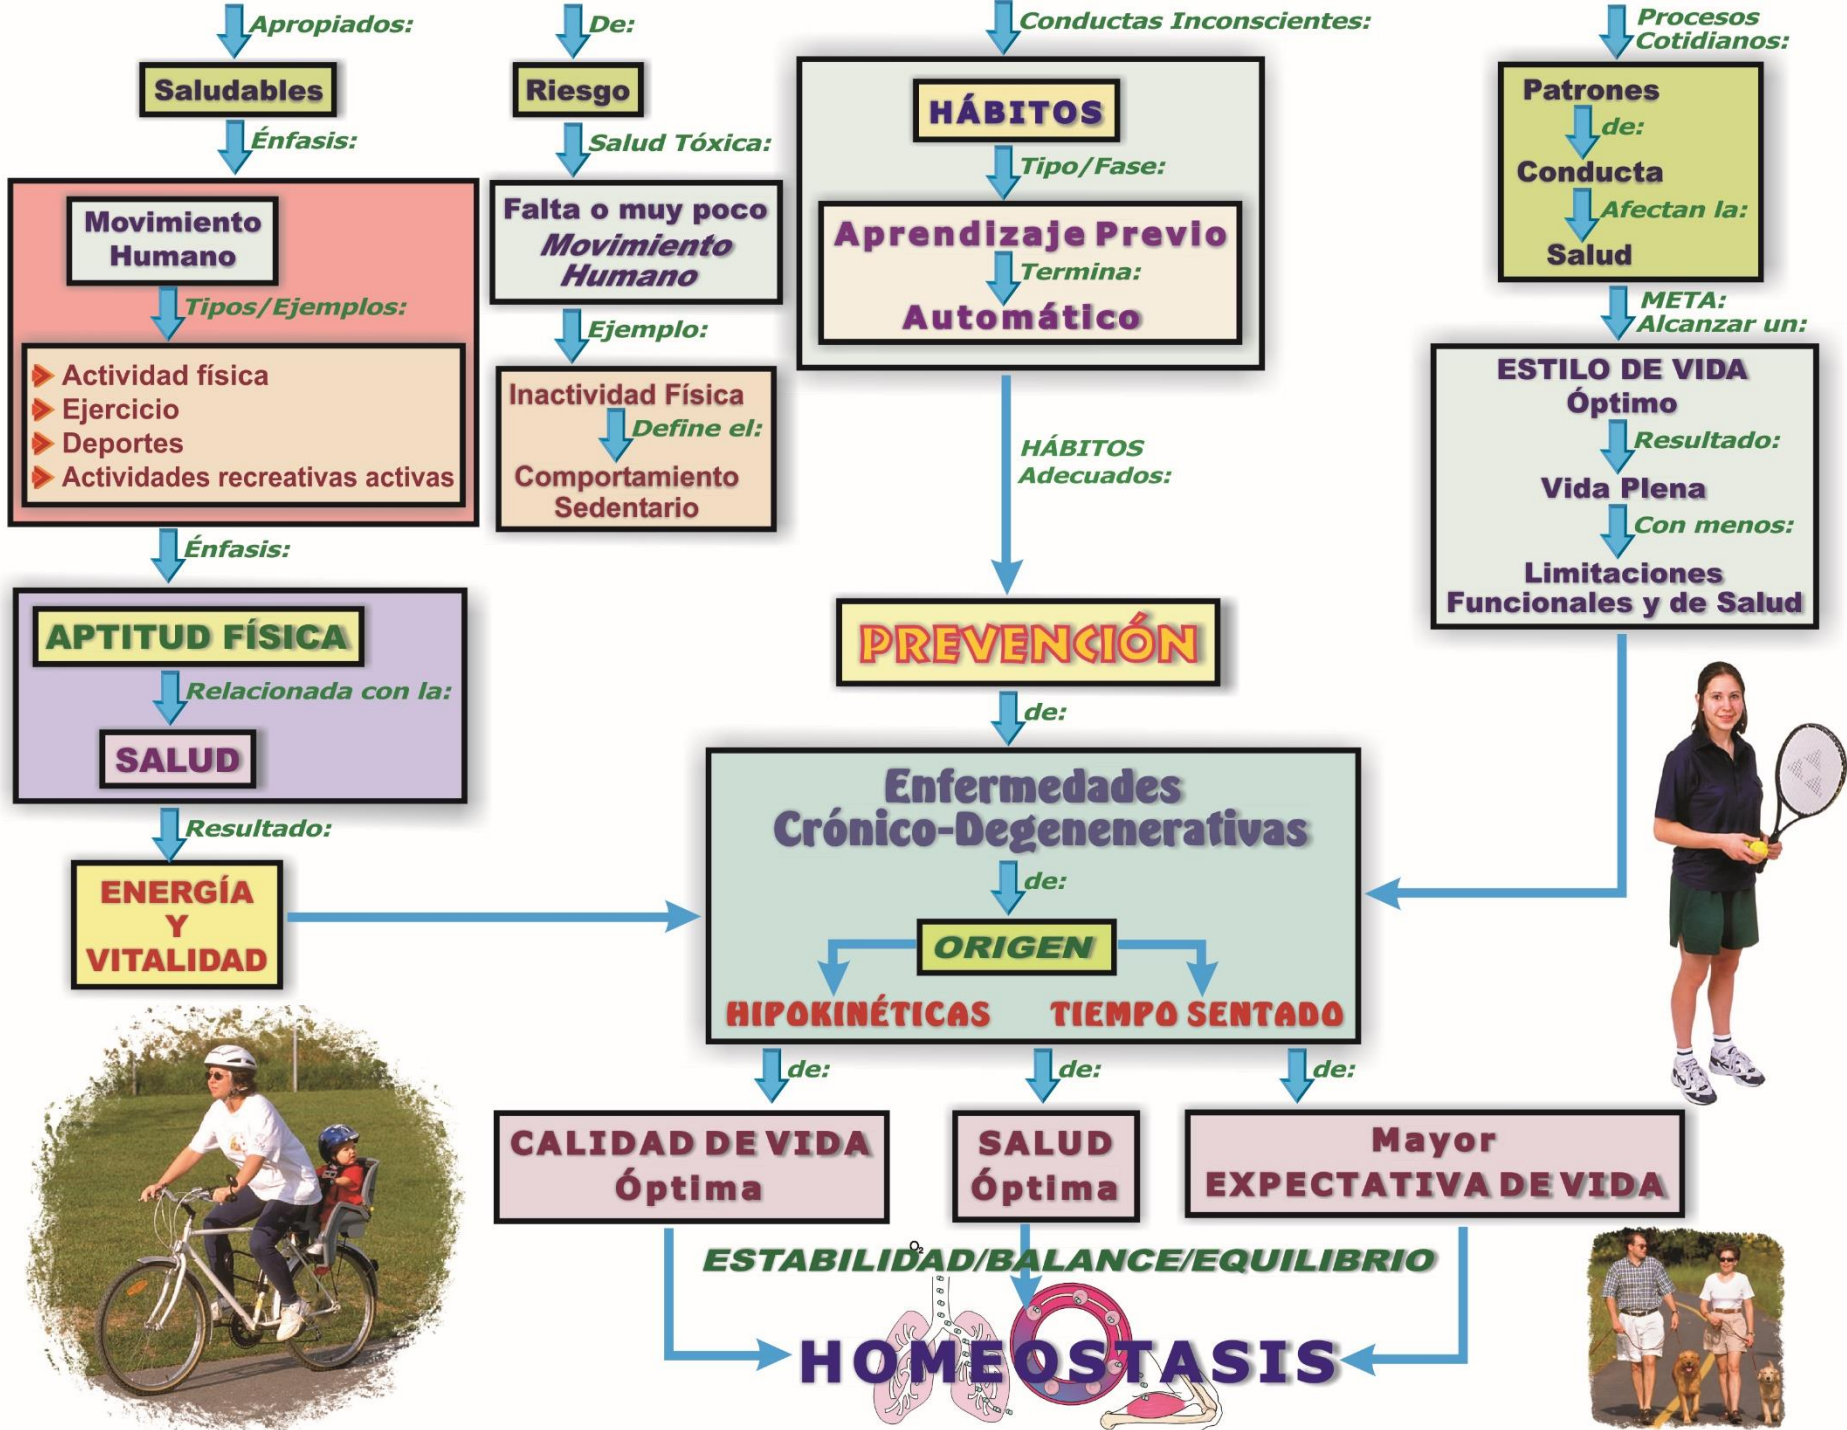 Apropiados:
Saludables
Énfasis:
Movimiento
Humano
Tipos/Ejemplos:
Actividad física
Ejercicio
Deportes
Actividades recreativas activas
Énfasis:
APTITUD FÍSICA
Relacionada con la:
SALUD
Resultado:
ENERGÍA
Y
VITALIDAD
De:
Riesgo
Salud Tóxica:
Falta o muy poco
Movimiento
Humano
Ejemplo:
Inactividad Física
Define el:
Comportamiento
Sedentario
Conductas Inconscientes:
HÁBITOS
Tipo/Fase:
Aprendizaje Previo
Termina:
Automático
HÁBITOS
Adecuados:
PREVENCIÓN
de:
Enfermedades
Crónico-Degenenerativas
de:
ORIGEN
HIPOKINÉTICAS
TIEMPO SENTADO
Procesos
Cotidianos:
Patrones
de:
Conducta
Afectan la:
Salud
META:
Alcanzar un:
ESTILO DE VIDA
Óptimo
Resultado:
Vida Plena
Con menos:
Limitaciones
Funcionales y de Salud
de:
CALIDAD DE VIDA
Óptima
de:
SALUD
Óptima
de:
Mayor
EXPECTATIVA DE VIDA
O₂
ESTABILIDAD/BALANCE/EQUILIBRIO
HOMEOSTASIS